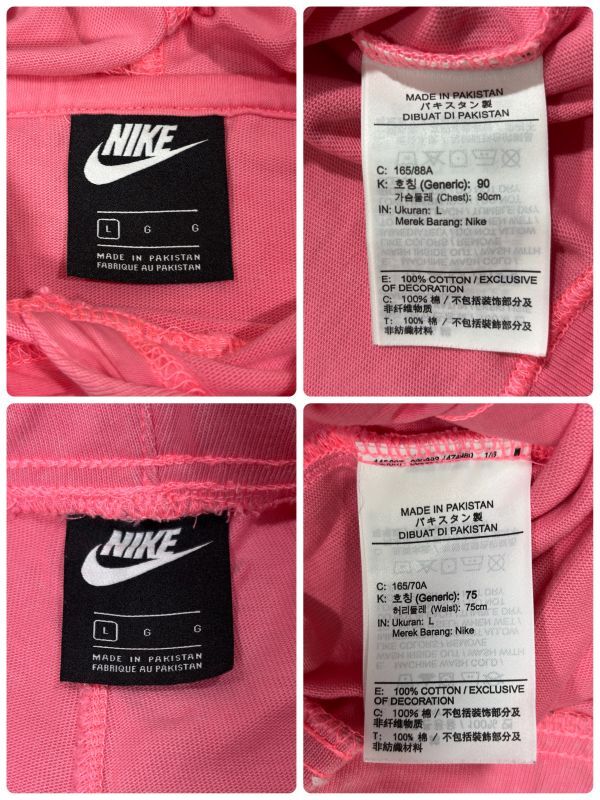 NIKE
L G G
MADE IN PAKISTAN
FABRIQUE AU PAKISTAN
MADE IN PAKISTAN
パキスタン製
DIBUAT DI PAKISTAN
C: 165/88A
K: 호칭 (Generic): 90
가슴둘레 (Chest): 90cm
IN: Ukuran: L
Merek Barang: Nike
E: 100% COTTON / EXCLUSIVE
OF DECORATION
C: 100% 棉 / 不包括装饰部分及
非纤维物质
T: 100% 棉 / 不包括裝飾部分及
非紡織材料
NIKE
L G G
MADE IN PAKISTAN
FABRIQUE AU PAKISTAN
MADE IN PAKISTAN
パキスタン製
DIBUAT DI PAKISTAN
C: 165/70A
K: 호칭 (Generic): 75
허리둘레 (Waist): 75cm
IN: Ukuran: L
Merek Barang: Nike
E: 100% COTTON / EXCLUSIVE
OF DECORATION
C: 100% 棉 / 不包括装饰部分及
非纤维物质
T: 100% 棉 / 不包括裝飾部分及
非紡織材料